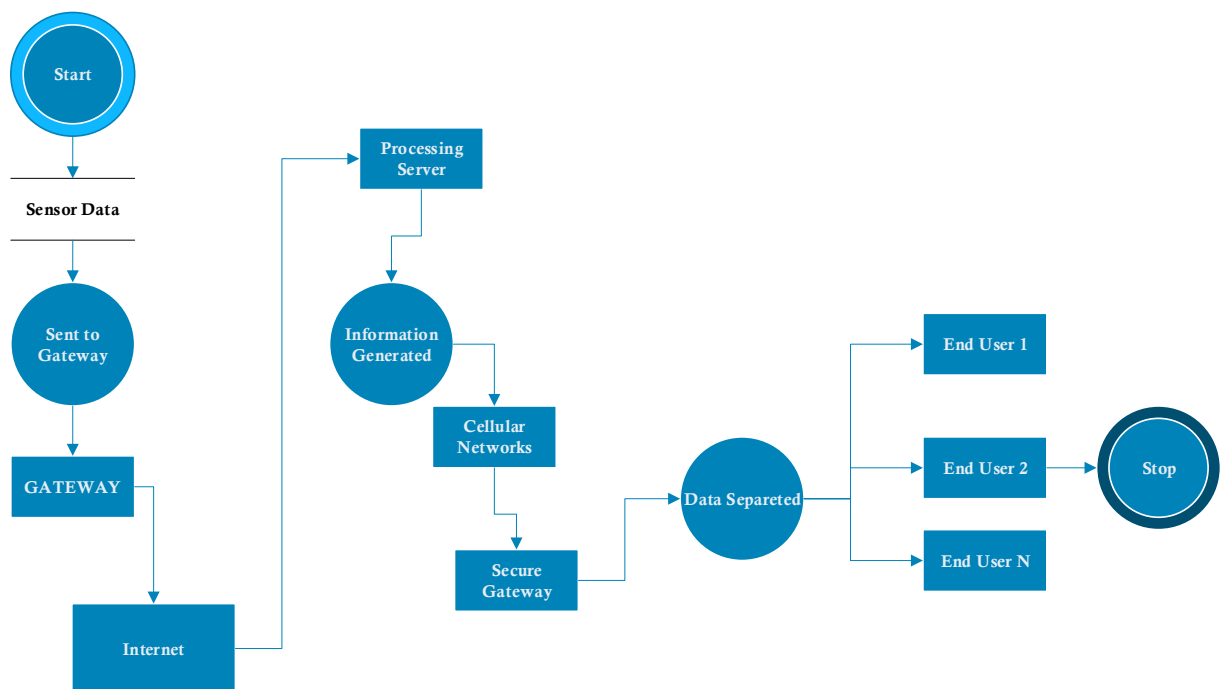 Start
Sensor Data
Sent to
Gateway
GATEWAY
Internet
Processing
Server
Information
Generated
Cellular
Networks
Secure
Gateway
Data Separeted
End User 1
End User 2
End User N
Stop